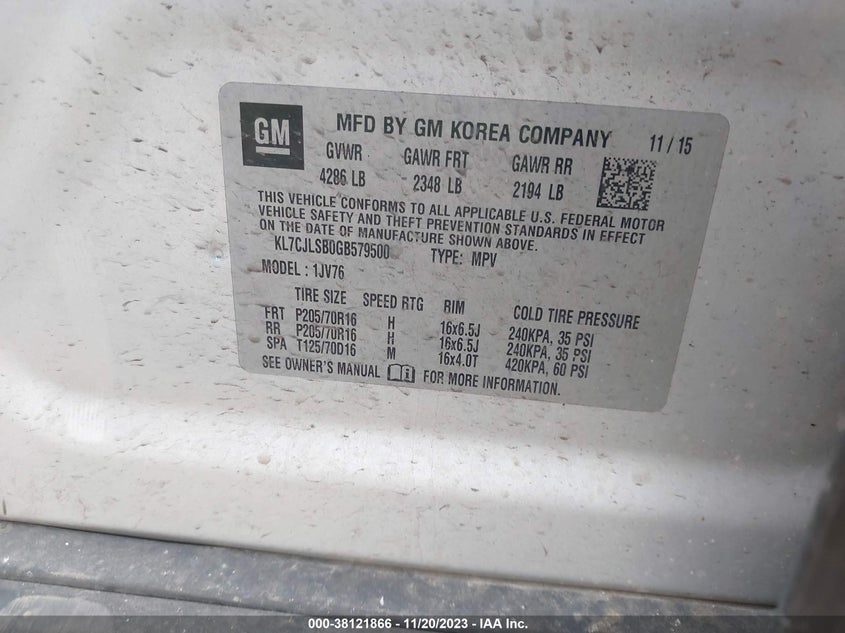 GM
MFD BY GM KOREA COMPANY 11/15
GVWR GAWR FRT GAWR RR
4286 LB 2348 LB 2194 LB
THIS VEHICLE CONFORMS TO ALL APPLICABLE U.S. FEDERAL MOTOR
VEHICLE SAFETY AND THEFT PREVENTION STANDARDS IN EFFECT
ON THE DATE OF MANUFACTURE SHOWN ABOVE.
KL7CJLSB0GB579500 TYPE: MPV
MODEL: 1JV76
TIRE SIZE SPEED RTG RIM COLD TIRE PRESSURE
FRT P205/70R16 H 16x6.5J 240KPA, 35 PSI
RR P205/70R16 H 16x6.5J 240KPA, 35 PSI
SPA T125/70D16 M 16x4.0T 420KPA, 60 PSI
SEE OWNER'S MANUAL FOR MORE INFORMATION.
000-38121866 - 11/20/2023 - IAA Inc.